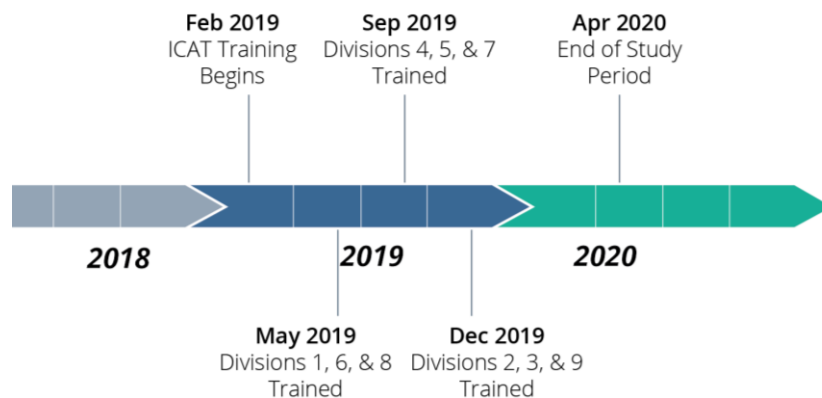 Feb 2019
ICAT Training
Begins
Sep 2019
Divisions 4, 5, & 7
Trained
Apr 2020
End of Study
Period
2018
2019
2020
May 2019
Divisions 1, 6, & 8
Trained
Dec 2019
Divisions 2, 3, & 9
Trained